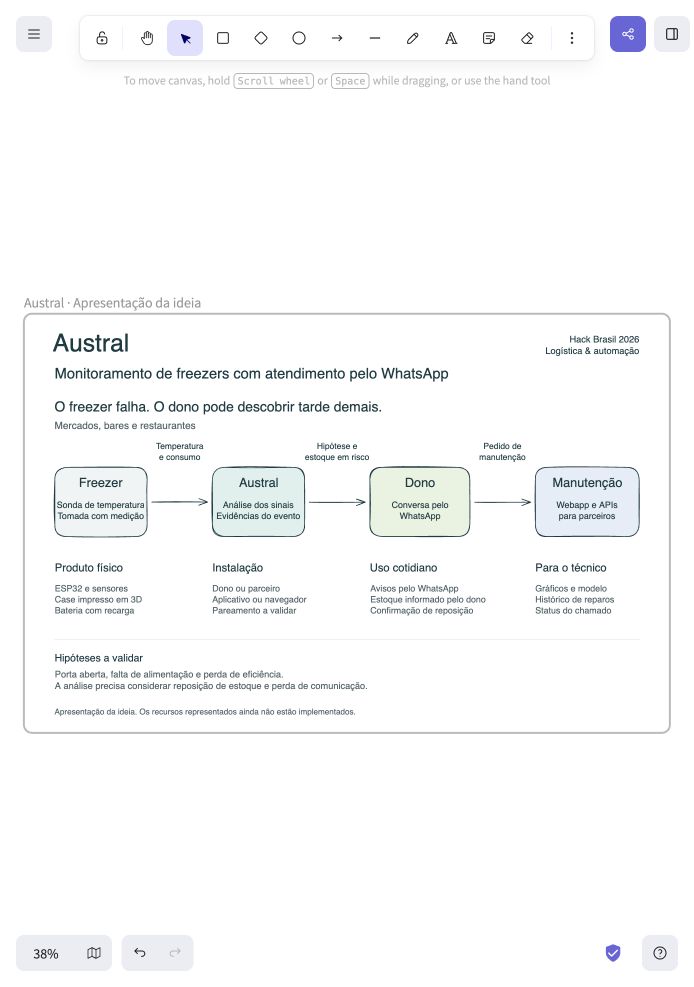 To move canvas, hold Scroll wheel or Space while dragging, or use the hand tool
Austral · Apresentação da ideia
Austral
Hack Brasil 2026
Logística & automação
Monitoramento de freezers com atendimento pelo WhatsApp
O freezer falha. O dono pode descobrir tarde demais.
Mercados, bares e restaurantes
Temperatura
e consumo
Hipótese e
estoque em risco
Pedido de
manutenção
Freezer
Sonda de temperatura
Tomada com medição
Austral
Análise dos sinais
Evidências do evento
Dono
Conversa pelo
WhatsApp
Manutenção
Webapp e APIs
para parceiros
Produto físico
ESP32 e sensores
Case impresso em 3D
Bateria com recarga
Instalação
Dono ou parceiro
Aplicativo ou navegador
Pareamento a validar
Uso cotidiano
Avisos pelo WhatsApp
Estoque informado pelo dono
Confirmação de reposição
Para o técnico
Gráficos e modelo
Histórico de reparos
Status do chamado
Hipóteses a validar
Porta aberta, falta de alimentação e perda de eficiência.
A análise precisa considerar reposição de estoque e perda de comunicação.
Apresentação da ideia. Os recursos representados ainda não estão implementados.
38%